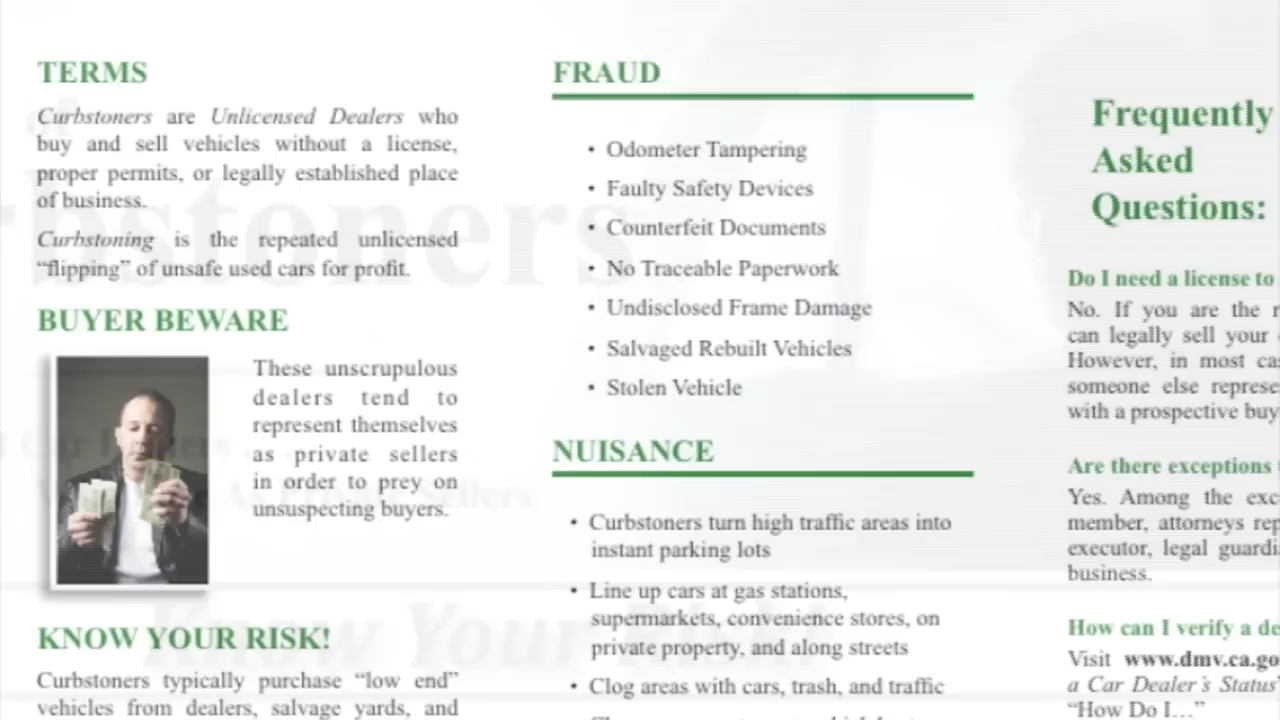 TERMS
Curbstoners are Unlicensed Dealers who
buy and sell vehicles without a license,
proper permits, or legally established place
of business.
Curbstoning is the repeated unlicensed
“flipping” of unsafe used cars for profit.
BUYER BEWARE
These unscrupulous
dealers tend to
represent themselves
as private sellers
in order to prey on
unsuspecting buyers.
KNOW YOUR RISK!
Curbstoners typically purchase “low end”
vehicles from dealers, salvage yards, and
FRAUD
• Odometer Tampering
• Faulty Safety Devices
• Counterfeit Documents
• No Traceable Paperwork
• Undisclosed Frame Damage
• Salvaged Rebuilt Vehicles
• Stolen Vehicle
NUISANCE
• Curbstoners turn high traffic areas into
instant parking lots
• Line up cars at gas stations,
supermarkets, convenience stores, on
private property, and along streets
• Clog areas with cars, trash, and traffic
Frequently
Asked
Questions:
Do I need a license to
No. If you are the
can legally sell your
However, in most
someone else
with a prospective
Are there exceptions
Yes. Among the
member, attorneys
executor, legal
business.
How can I verify a
Visit www.dmv.ca.go
a Car Dealer's Status”
“How Do I…”
of
bstoners
As Private Sellers
Know Your Risk!